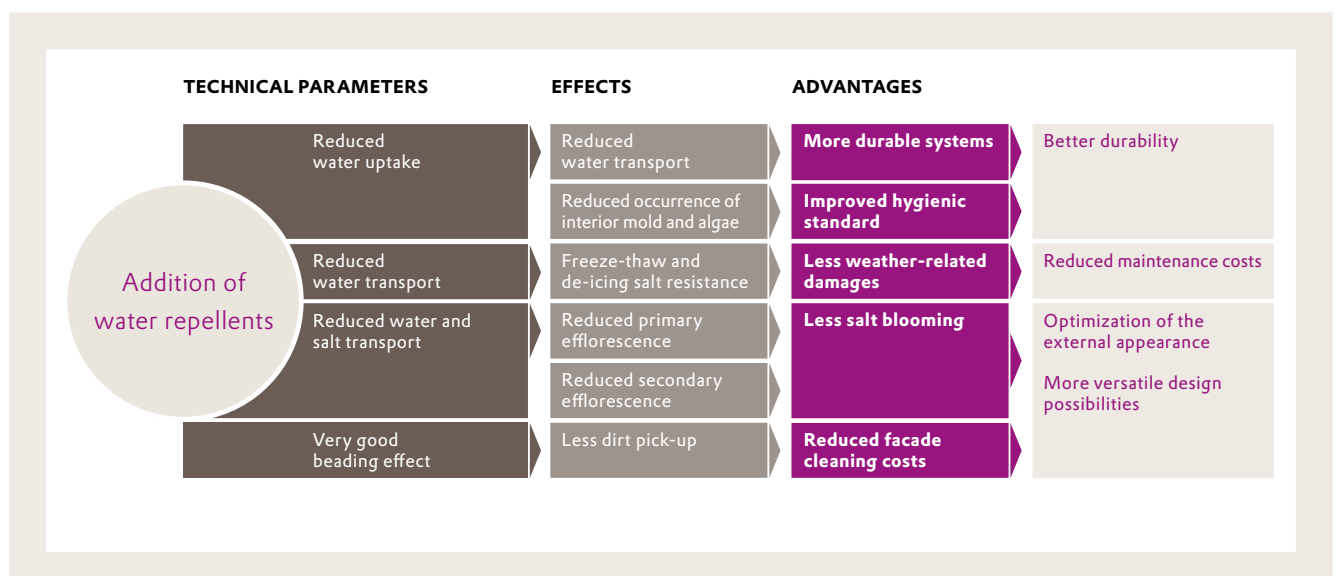 TECHNICAL PARAMETERS
EFFECTS
ADVANTAGES
Addition of
water repellents
Reduced
water uptake
Reduced
water transport
More durable systems
Better durability
Reduced occurrence of
interior mold and algae
Improved hygienic
standard
Reduced
water transport
Freeze-thaw and
de-icing salt resistance
Less weather-related
damages
Reduced maintenance costs
Reduced water and
salt transport
Reduced primary
efflorescence
Less salt blooming
Optimization of the
external appearance
More versatile design
possibilities
Reduced secondary
efflorescence
Very good
beading effect
Less dirt pick-up
Reduced facade
cleaning costs